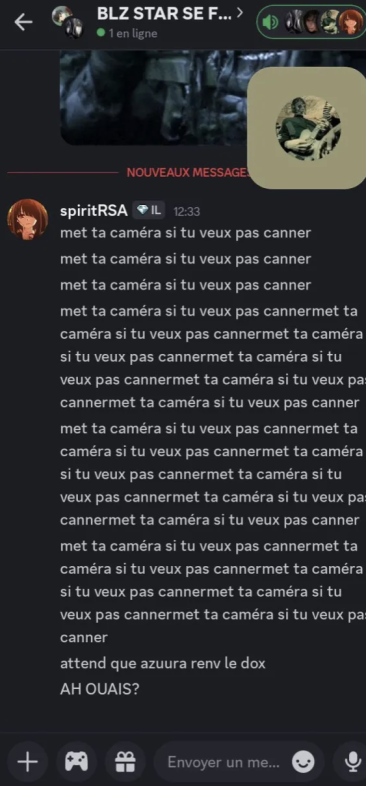 BLZ STAR SE F...
1 en ligne
NOUVEAUX MESSAGES
spiritRSA IL 12:33
met ta caméra si tu veux pas canner
met ta caméra si tu veux pas canner
met ta caméra si tu veux pas canner
met ta caméra si tu veux pas cannermet ta
caméra si tu veux pas cannermet ta caméra
si tu veux pas cannermet ta caméra si tu
veux pas cannermet ta caméra si tu veux pas
cannermet ta caméra si tu veux pas canner
met ta caméra si tu veux pas cannermet ta
caméra si tu veux pas cannermet ta caméra
si tu veux pas cannermet ta caméra si tu
veux pas cannermet ta caméra si tu veux pas
cannermet ta caméra si tu veux pas canner
met ta caméra si tu veux pas cannermet ta
caméra si tu veux pas cannermet ta caméra
si tu veux pas cannermet ta caméra si tu
veux pas cannermet ta caméra si tu veux pas
canner
attend que azuura renv le dox
AH OUAIS?
Envoyer un me...